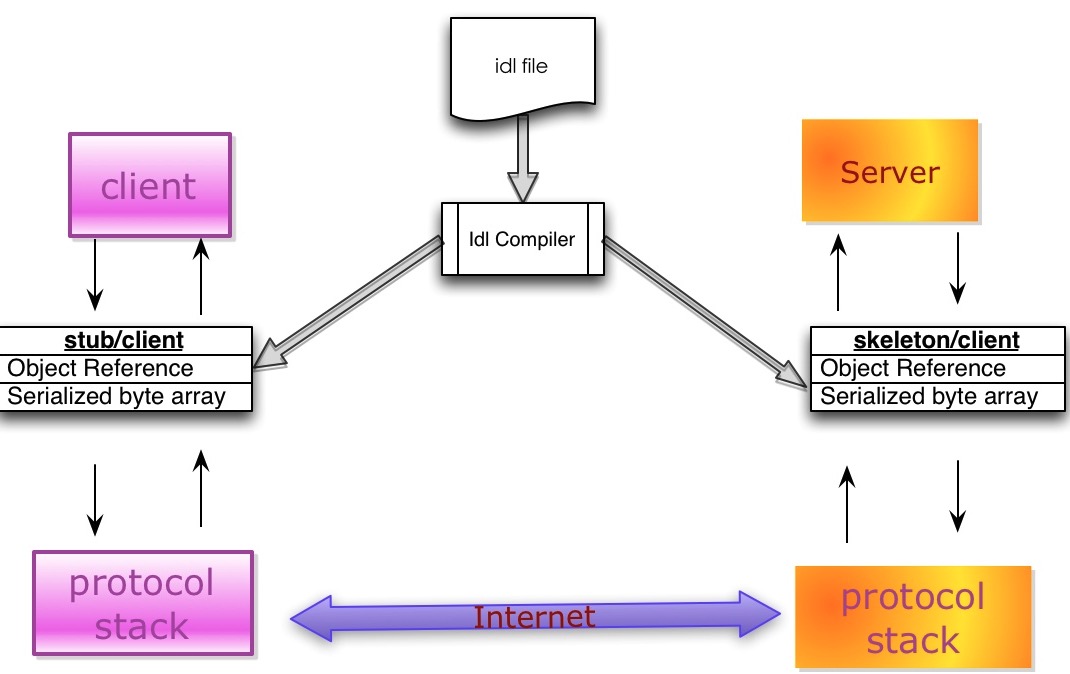 idl file
client
Server
Idl Compiler
stub/client
Object Reference
Serialized byte array
skeleton/client
Object Reference
Serialized byte array
protocol
stack
Internet
protocol
stack